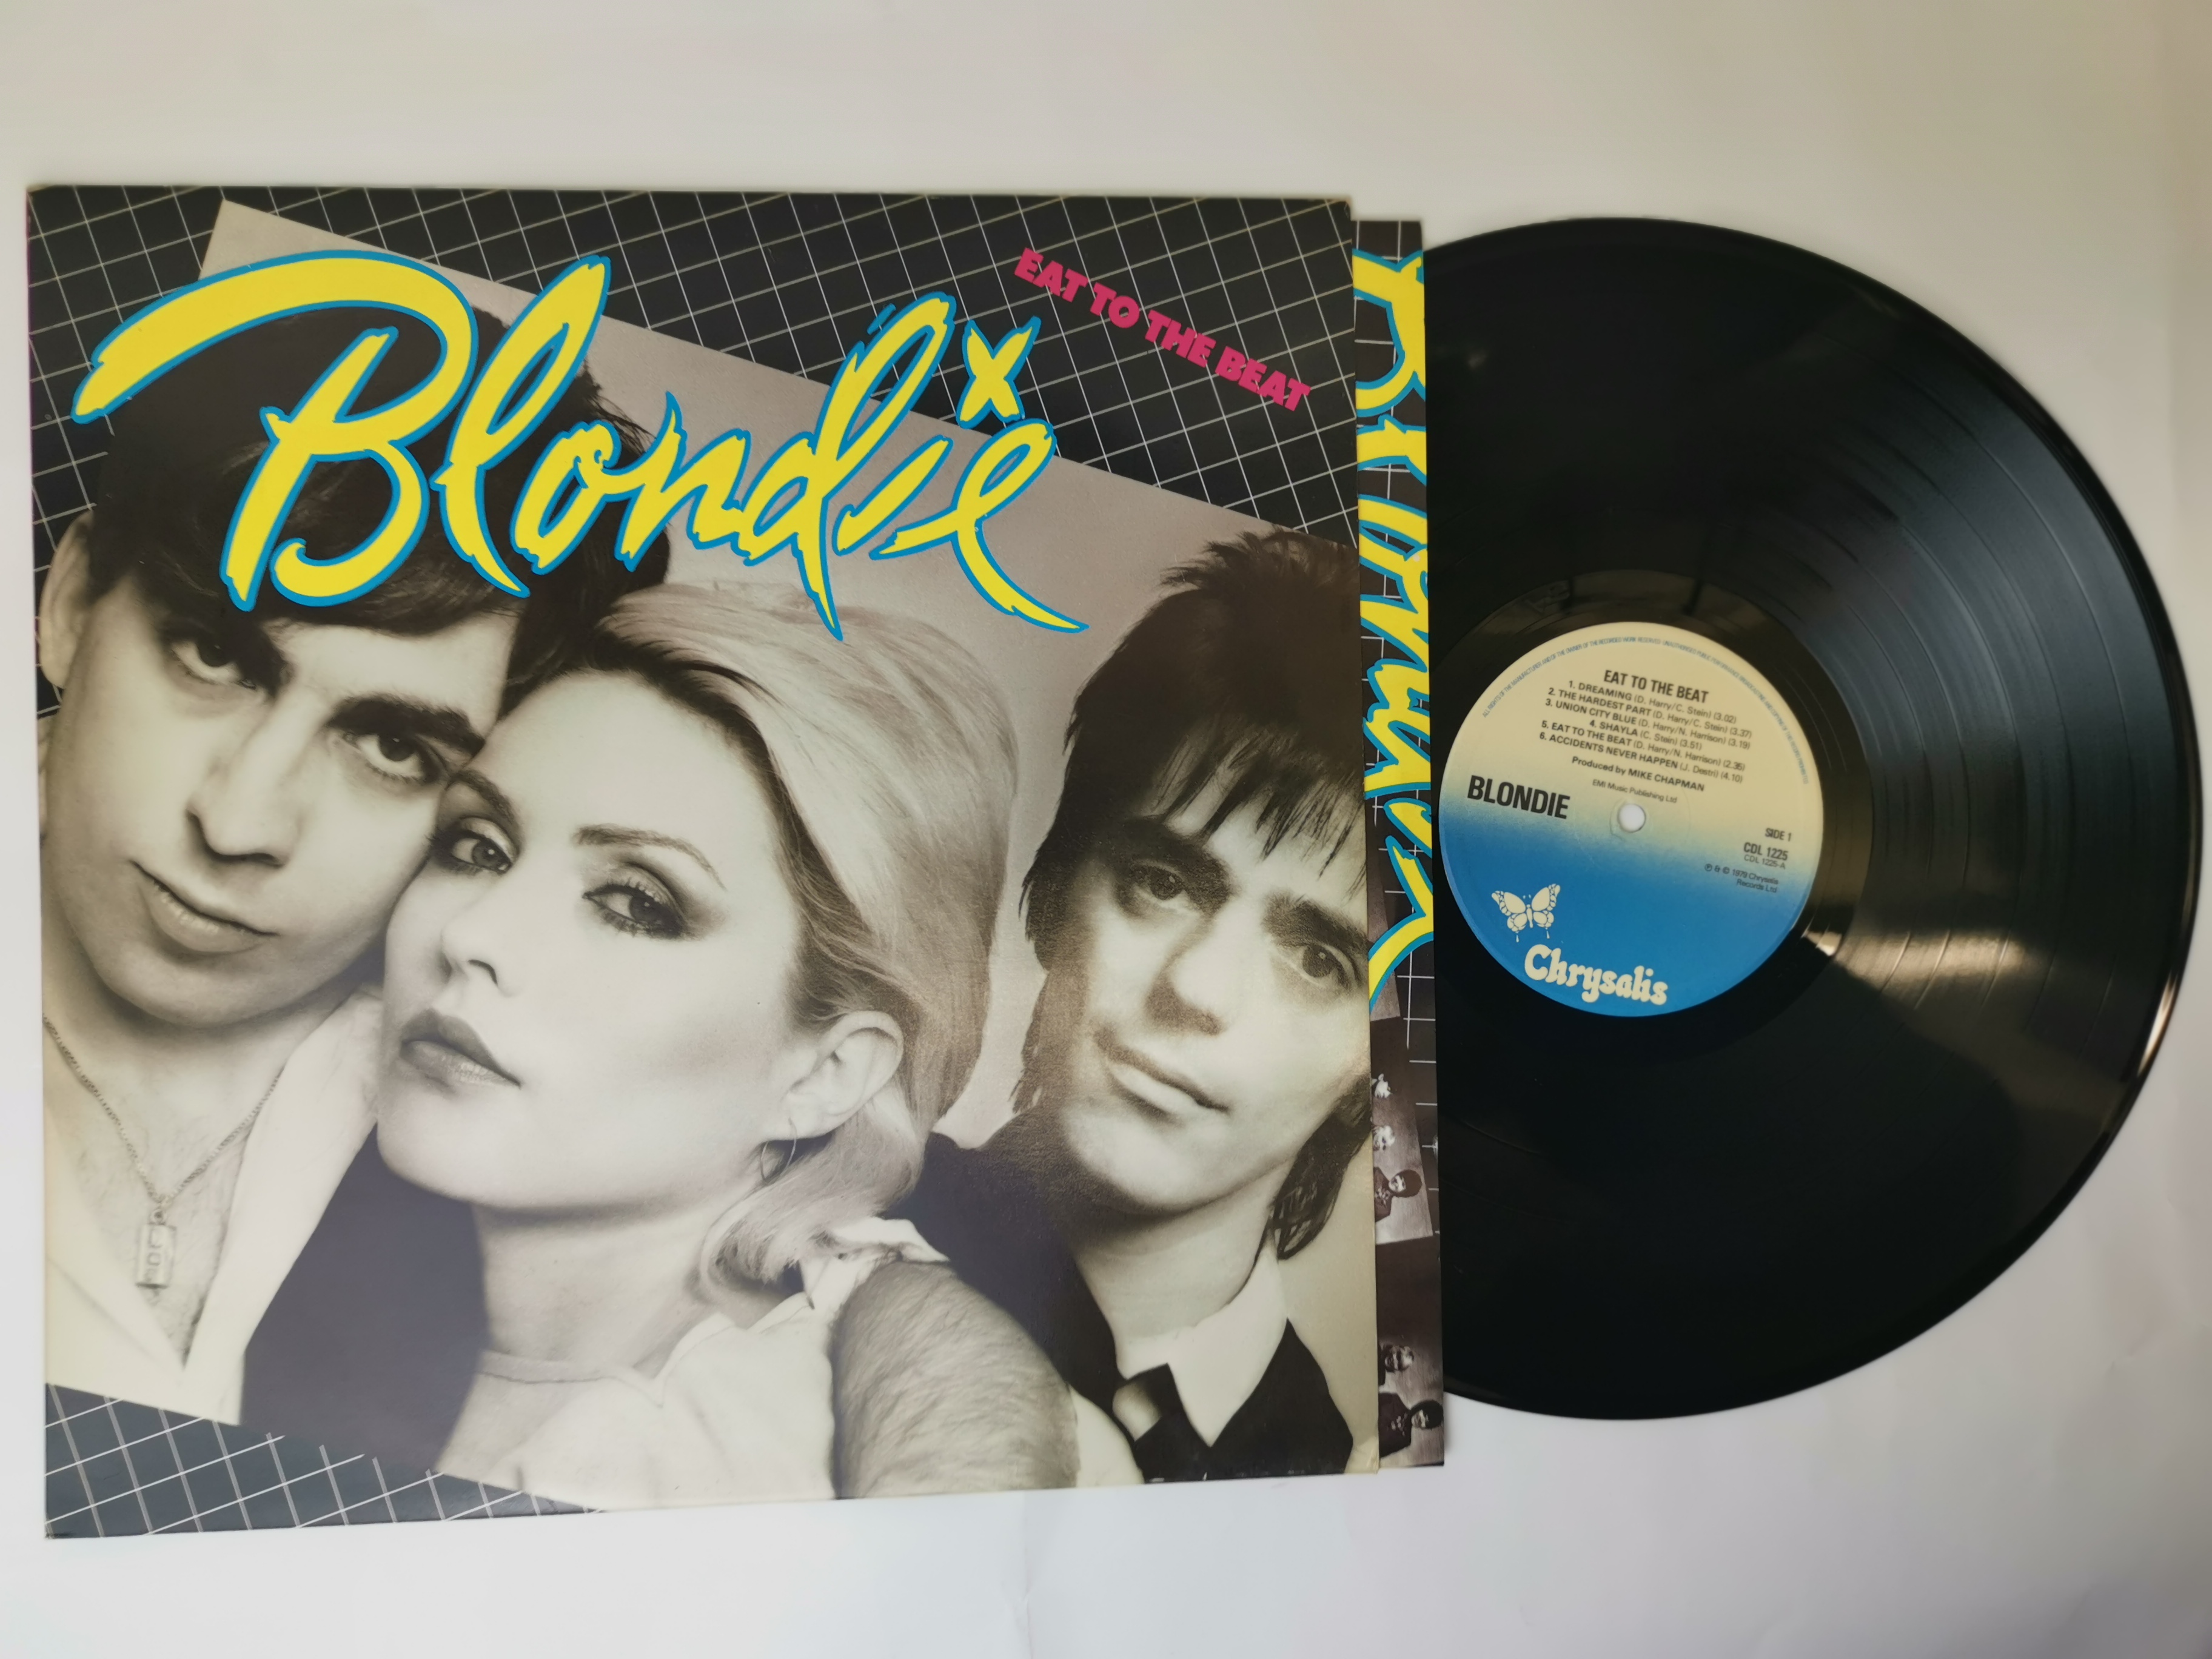 Blondie
EAT TO THE BEAT
EAT TO THE BEAT
1. DREAMING (D. Harry/C. Stein) (3.02)
2. THE HARDEST PART (D. Harry/C. Stein) (3.37)
3. UNION CITY BLUE (D. Harry/N. Harrison) (3.19)
4. SHAYLA (C. Stein) (3.51)
5. EAT TO THE BEAT (D. Harry/N. Harrison) (2.35)
6. ACCIDENTS NEVER HAPPEN (J. Destri) (4.10)
Produced by MIKE CHAPMAN
EMI Music Publishing Ltd
BLONDIE
SIDE 1
CDL 1225
CDL 1225-A
℗ & © 1979 Chrysalis
Records Ltd
Chrysalis